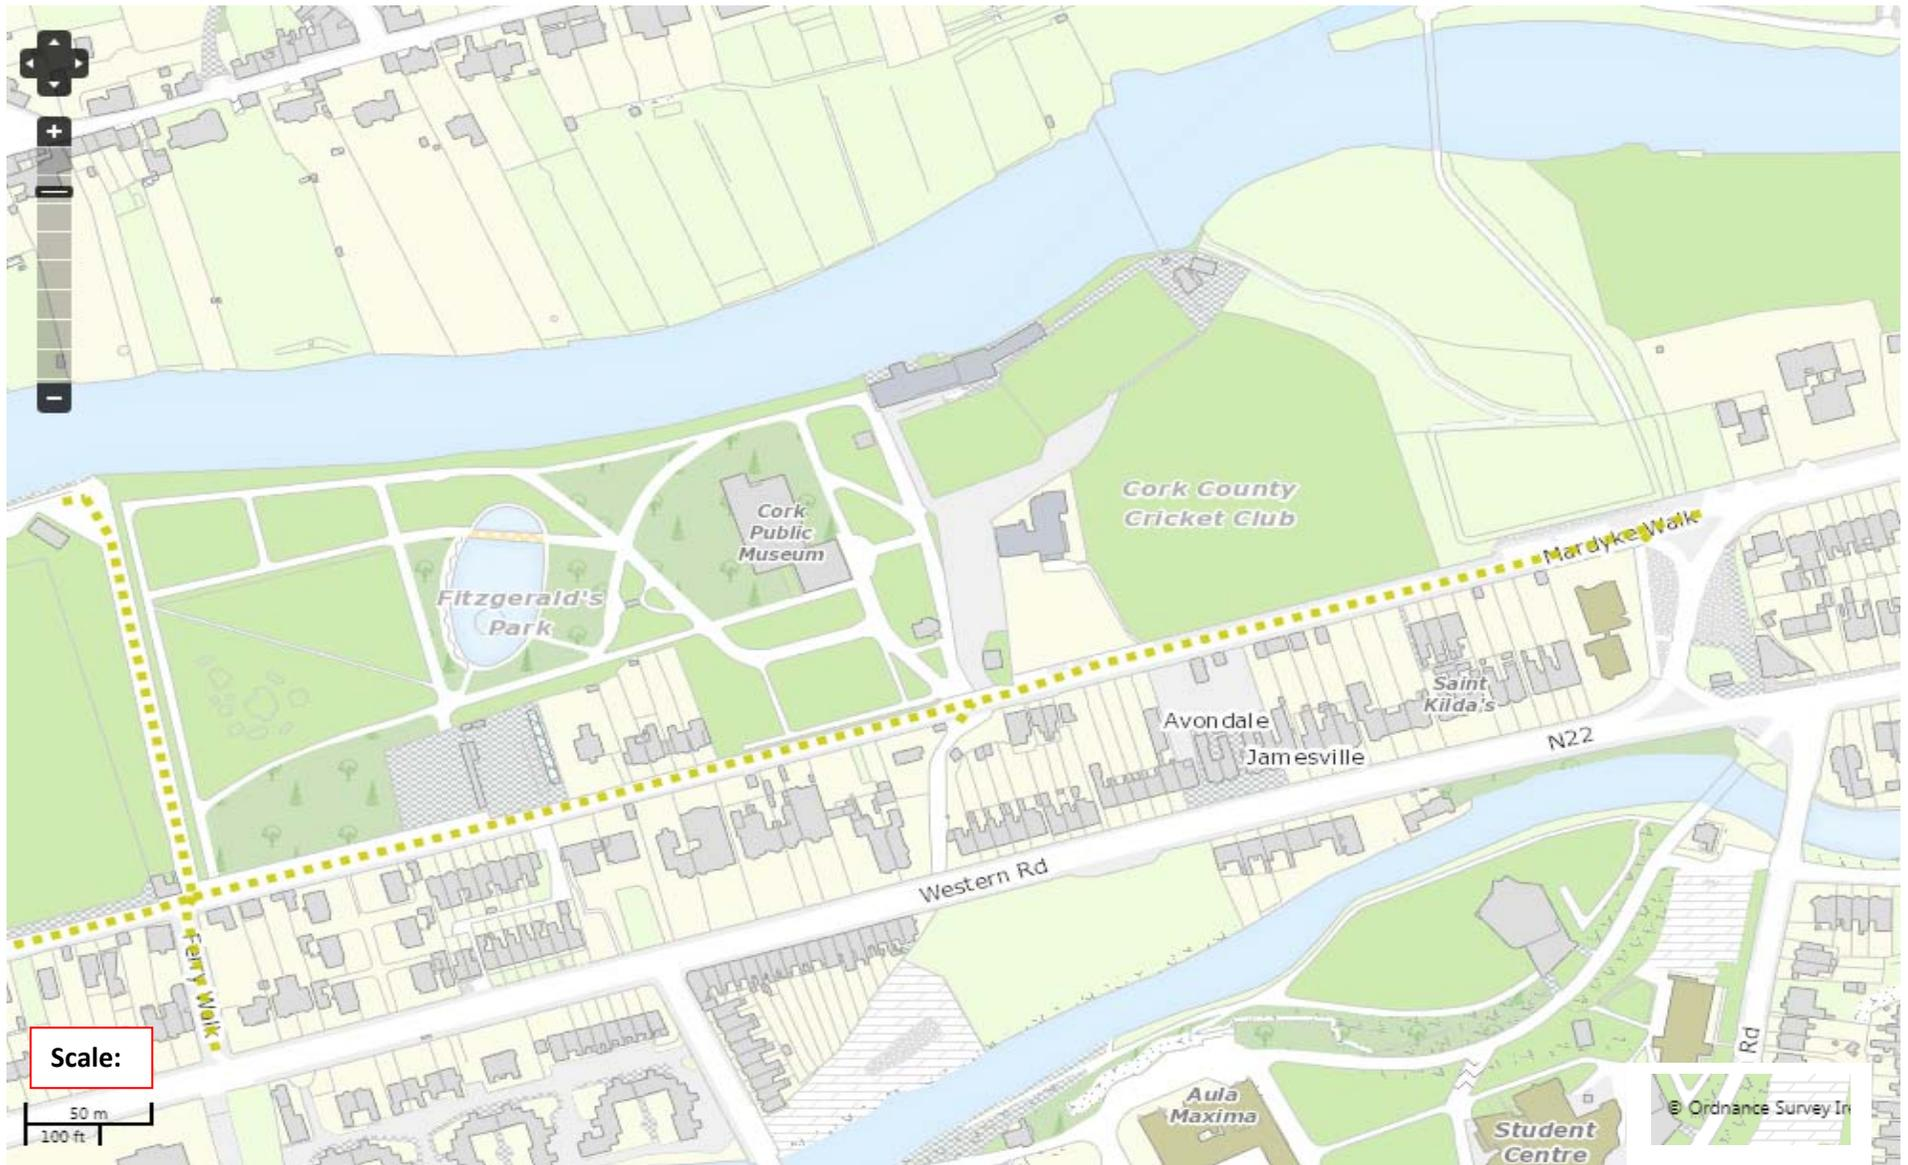 +
−
Cork County
Cricket Club
Cork
Public
Museum
Mardyke Walk
Fitzgerald's
Park
Saint
Kilda's
Avondale
Jamesville
N22
Western Rd
Ferry Walk
Rd
Scale:
50 m
100 ft
Aula
Maxima
Student
Centre
© Ordnance Survey Ire